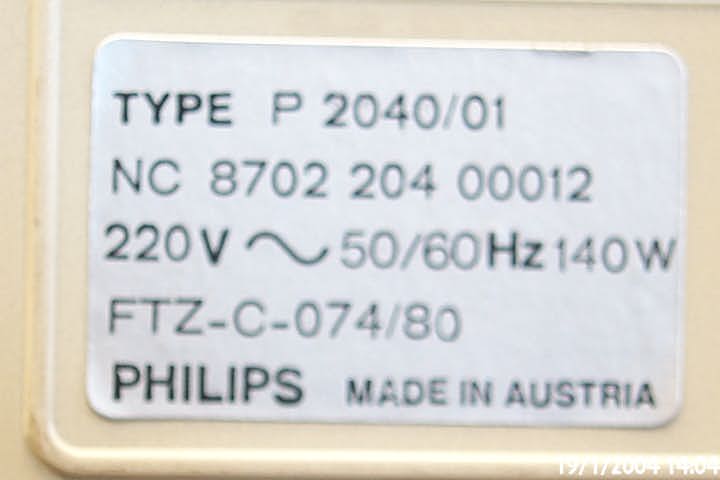 TYPE P 2040/01
NC 8702 204 00012
220V ~ 50/60Hz 140W
FTZ-C-074/80
PHILIPS MADE IN AUSTRIA
19/1/2004 14:04